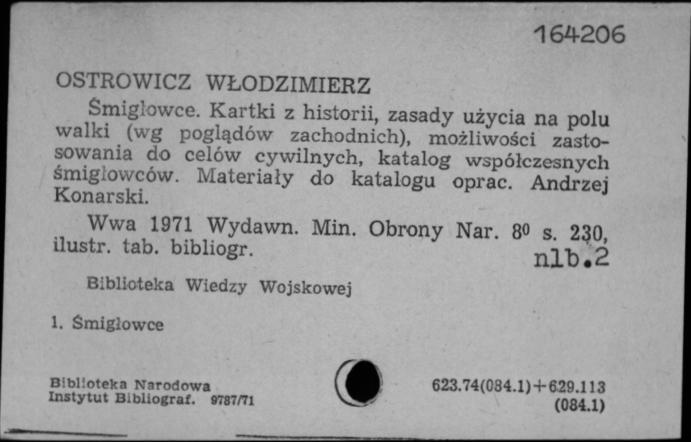 164206
OSTROWICZ WŁODZIMIERZ
Śmigłowce. Kartki z historii, zasady użycia na polu
walki (wg poglądów zachodnich), możliwości zasto-
sowania do celów cywilnych, katalog współczesnych
śmigłowców. Materiały do katalogu oprac. Andrzej
Konarski.
Wwa 1971 Wydawn. Min. Obrony Nar. 8⁰ s. 230,
ilustr. tab. bibliogr.
nlb.2
Biblioteka Wiedzy Wojskowej
1. Śmigłowce
Biblioteka Narodowa
Instytut Bibliograf. 9787/71
623.74(084.1)+629.113
(084.1)